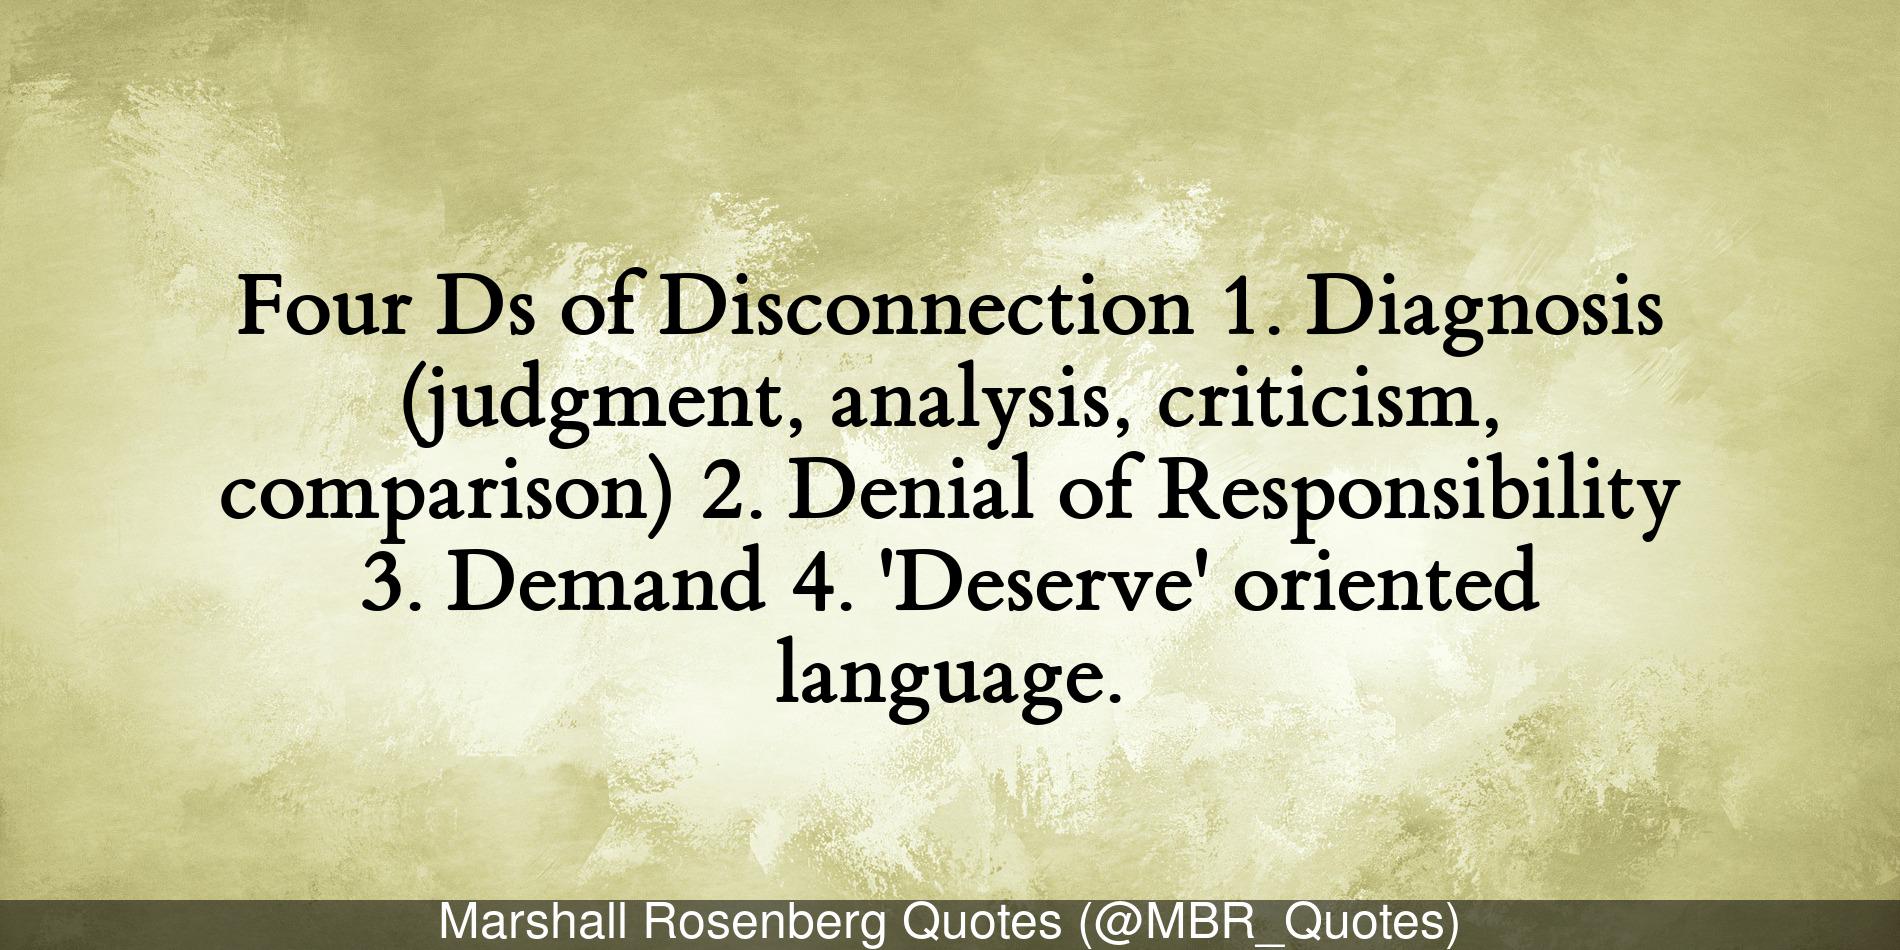 Four Ds of Disconnection 1. Diagnosis
(judgment, analysis, criticism,
comparison) 2. Denial of Responsibility
3. Demand 4. 'Deserve' oriented
language.
Marshall Rosenberg Quotes (@MBR_Quotes)